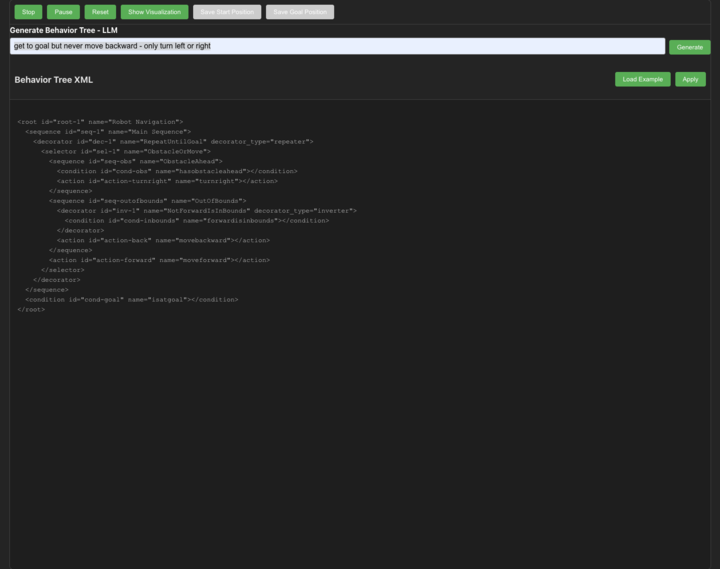 Stop Pause Reset Show Visualization Save Start Position Save Goal Position
Generate Behavior Tree - LLM
get to goal but never move backward - only turn left or right Generate
Behavior Tree XML Load Example Apply
<root id="root-1" name="Robot Navigation">
<sequence id="seq-1" name="Main Sequence">
<decorator id="dec-1" name="RepeatUntilGoal" decorator_type="repeater">
<selector id="sel-1" name="ObstacleOrMove">
<sequence id="seq-obs" name="ObstacleAhead">
<condition id="cond-obs" name="hasobstacleahead"></condition>
<action id="action-turnright" name="turnright"></action>
</sequence>
<sequence id="seq-outofbounds" name="OutOfBounds">
<decorator id="inv-1" name="NotForwardIsInBounds" decorator_type="inverter">
<condition id="cond-inbounds" name="forwardisinbounds"></condition>
</decorator>
<action id="action-back" name="movebackward"></action>
</sequence>
<action id="action-forward" name="moveforward"></action>
</selector>
</decorator>
</sequence>
<condition id="cond-goal" name="isatgoal"></condition>
</root>